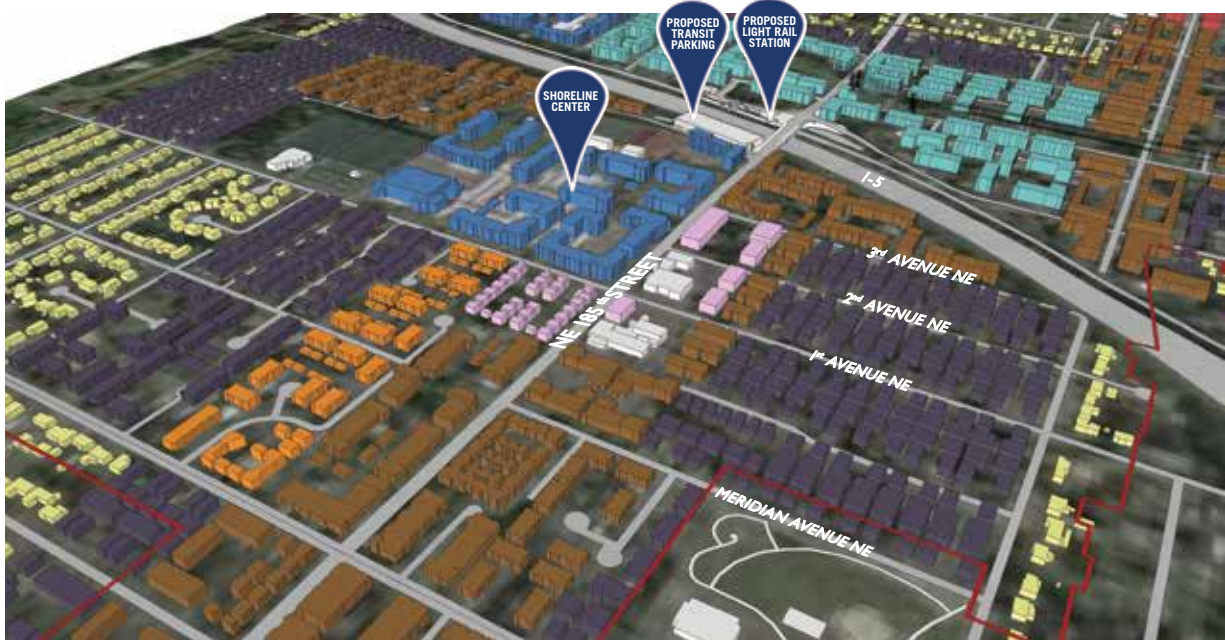 PROPOSED
TRANSIT
PARKING
PROPOSED
LIGHT RAIL
STATION
SHORELINE
CENTER
I-5
NE 185th STREET
3rd AVENUE NE
2nd AVENUE NE
1st AVENUE NE
MERIDIAN AVENUE NE